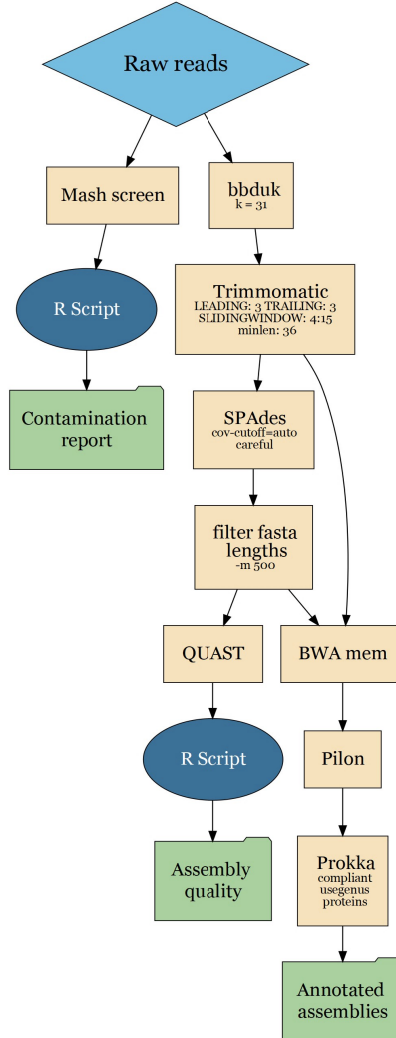 Raw reads
Mash screen
bbduk
k = 31
R Script
Trimmomatic
LEADING: 3 TRAILING: 3
SLIDINGWINDOW: 4:15
minlen: 36
Contamination
report
SPAdes
cov-cutoff=auto
careful
filter fasta
lengths
-m 500
QUAST
BWA mem
R Script
Pilon
Assembly
quality
Prokka
compliant
usegenus
proteins
Annotated
assemblies